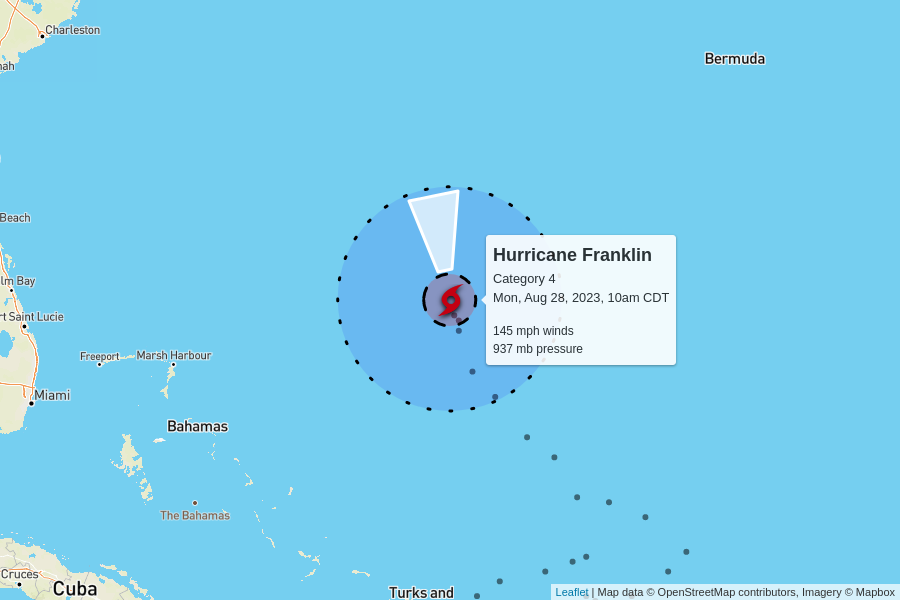 Charleston
nah
Bermuda
Beach
lm Bay
rt Saint Lucie
Hurricane Franklin
Category 4
Mon, Aug 28, 2023, 10am CDT
145 mph winds
937 mb pressure
Freeport
Marsh Harbour
Miami
Bahamas
The Bahamas
Cruces
Cuba
Turks and
Leaflet | Map data © OpenStreetMap contributors, Imagery © Mapbox